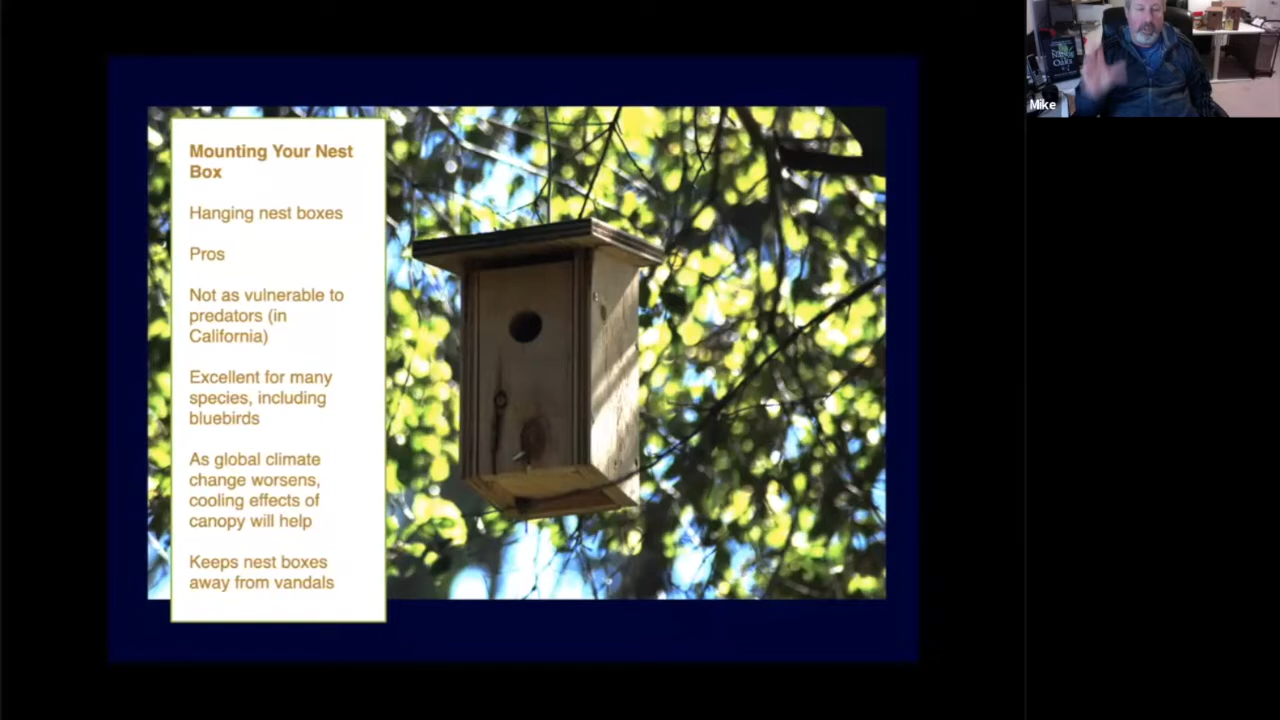 Mounting Your Nest
Box
Hanging nest boxes
Pros
Not as vulnerable to
predators (in
California)
Excellent for many
species, including
bluebirds
As global climate
change worsens,
cooling effects of
canopy will help
Keeps nest boxes
away from vandals
Mike
Oaks